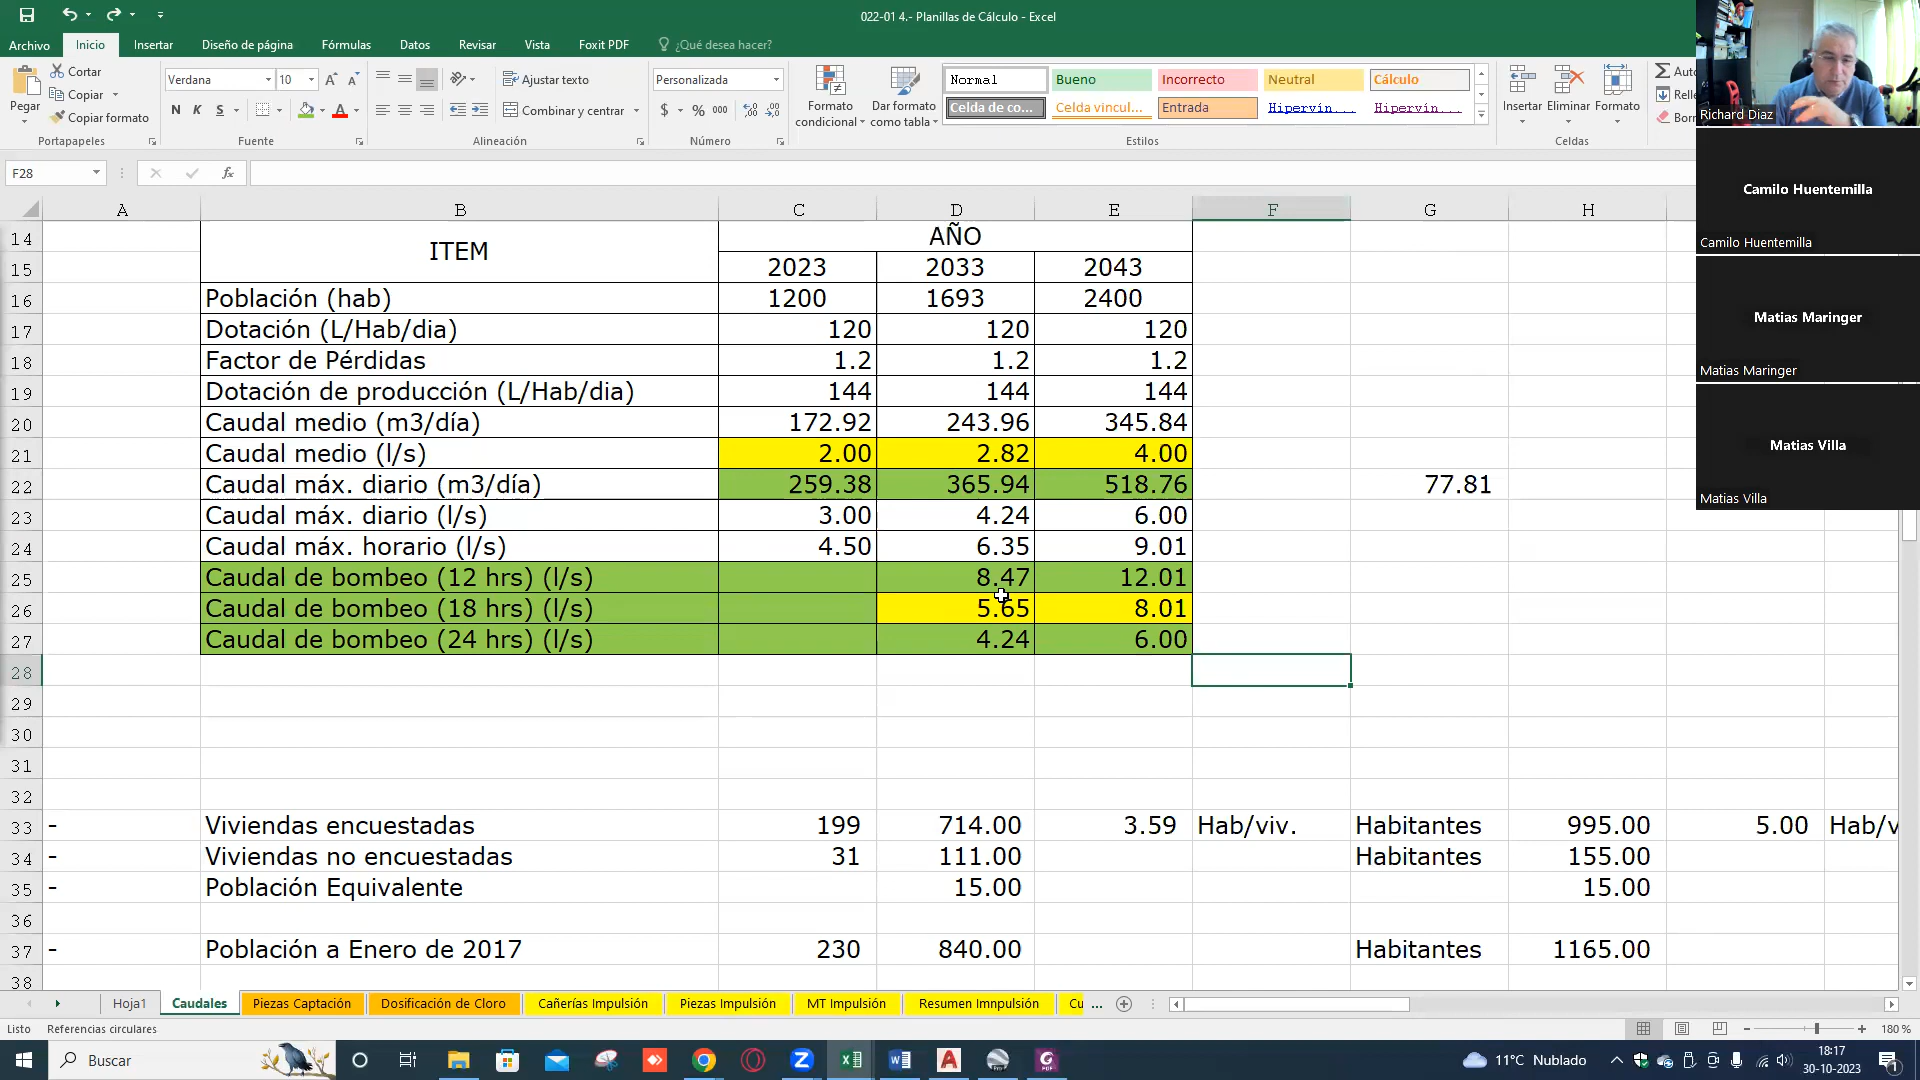 022-01 4.- Planillas de Cálculo - Excel
Archivo Inicio Insertar Diseño de página Fórmulas Datos Revisar Vista Foxit PDF ¿Qué desea hacer?
Pegar
Cortar
Copiar
Copiar formato
Portapapeles
Verdana 10
N K S
Fuente
Ajustar texto
Combinar y centrar
Alineación
Personalizada
$ % 000
Número
Formato condicional
Dar formato como tabla
Normal Bueno Incorrecto Neutral Cálculo
Celda de co... Celda vincul... Entrada Hipervín... Hipervín...
Estilos
Insertar Eliminar Formato
Celdas
Auto
Relle
Borr
F28 fx
A B C D E F G H
14 ITEM AÑO
15 2023 2033 2043
16 Población (hab) 1200 1693 2400
17 Dotación (L/Hab/dia) 120 120 120
18 Factor de Pérdidas 1.2 1.2 1.2
19 Dotación de producción (L/Hab/dia) 144 144 144
20 Caudal medio (m3/día) 172.92 243.96 345.84
21 Caudal medio (l/s) 2.00 2.82 4.00
22 Caudal máx. diario (m3/día) 259.38 365.94 518.76 77.81
23 Caudal máx. diario (l/s) 3.00 4.24 6.00
24 Caudal máx. horario (l/s) 4.50 6.35 9.01
25 Caudal de bombeo (12 hrs) (l/s) 8.47 12.01
26 Caudal de bombeo (18 hrs) (l/s) 5.65 8.01
27 Caudal de bombeo (24 hrs) (l/s) 4.24 6.00
28
29
30
31
32
33 - Viviendas encuestadas 199 714.00 3.59 Hab/viv. Habitantes 995.00 5.00 Hab/v
34 - Viviendas no encuestadas 31 111.00 Habitantes 155.00
35 - Población Equivalente 15.00 15.00
36
37 - Población a Enero de 2017 230 840.00 Habitantes 1165.00
38
Hoja1 Caudales Piezas Captación Dosificación de Cloro Cañerías Impulsión Piezas Impulsión MT Impulsión Resumen Imnpulsión Cu ...
Listo Referencias circulares 180 %
Buscar
11°C Nublado
18:17
30-10-2023
Richard Diaz
Camilo Huentemilla
Camilo Huentemilla
Matias Maringer
Matias Maringer
Matias Villa
Matias Villa